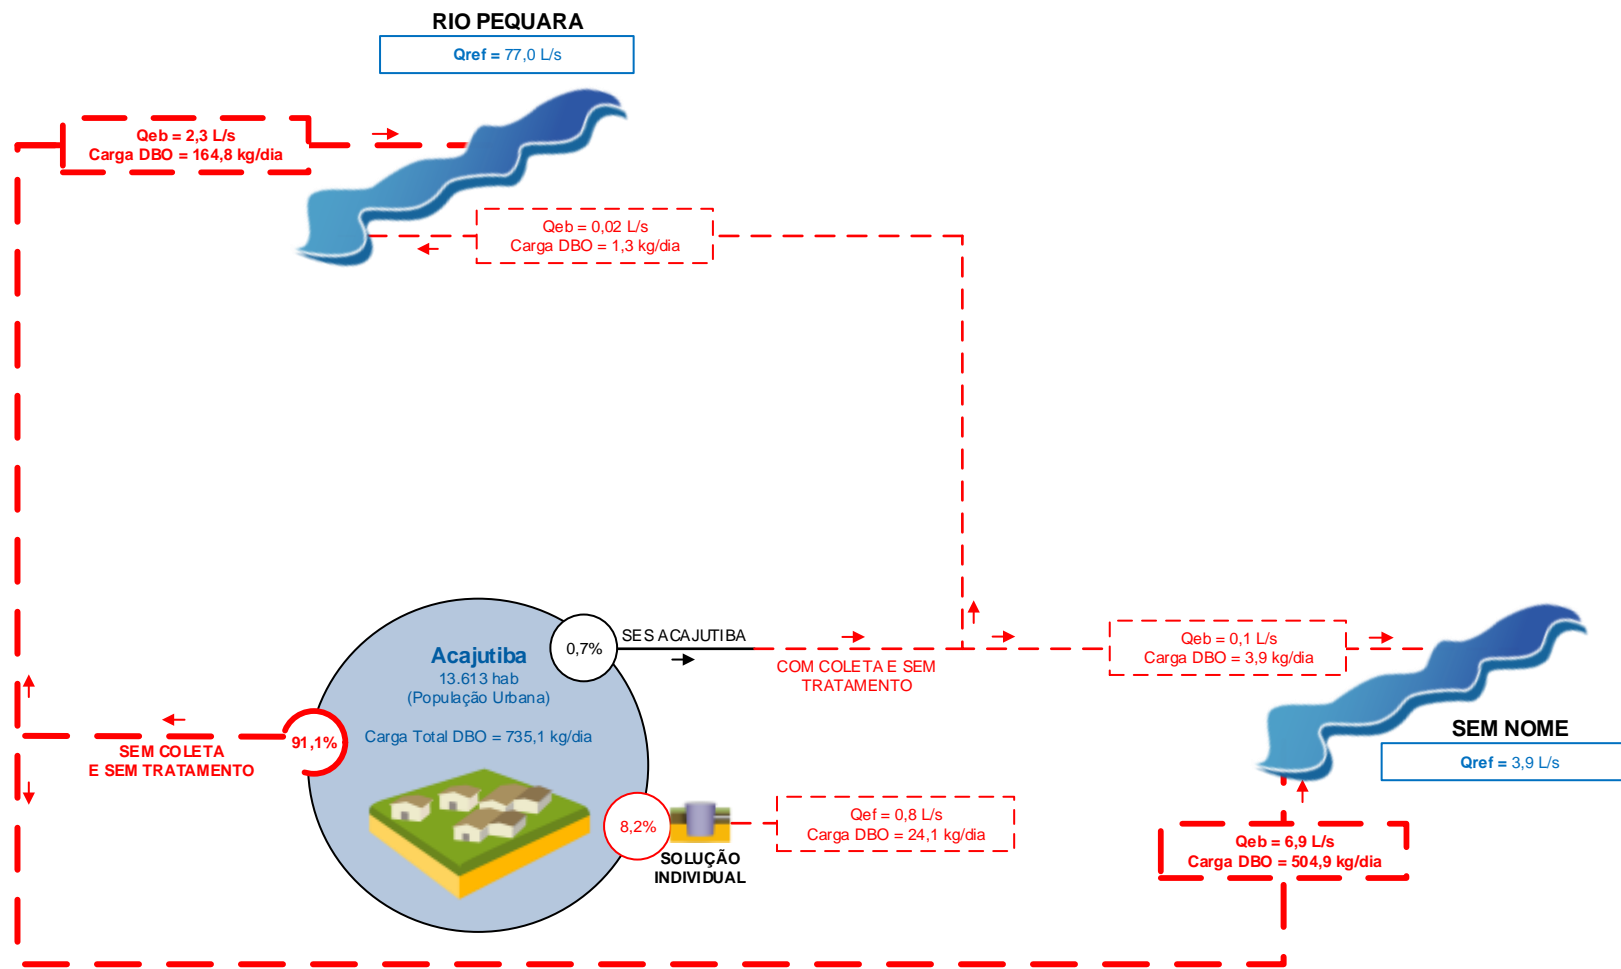 RIO PEQUARA
Qref = 77,0 L/s
Qeb = 2,3 L/s
Carga DBO = 164,8 kg/dia
Qeb = 0,02 L/s
Carga DBO = 1,3 kg/dia
0,7%
SES ACAJUTIBA
COM COLETA E SEM
TRATAMENTO
Qeb = 0,1 L/s
Carga DBO = 3,9 kg/dia
Acajutiba
13.613 hab
(População Urbana)
Carga Total DBO = 735,1 kg/dia
91,1%
SEM COLETA
E SEM TRATAMENTO
SEM NOME
Qref = 3,9 L/s
8,2%
SOLUÇÃO
INDIVIDUAL
Qef = 0,8 L/s
Carga DBO = 24,1 kg/dia
Qeb = 6,9 L/s
Carga DBO = 504,9 kg/dia